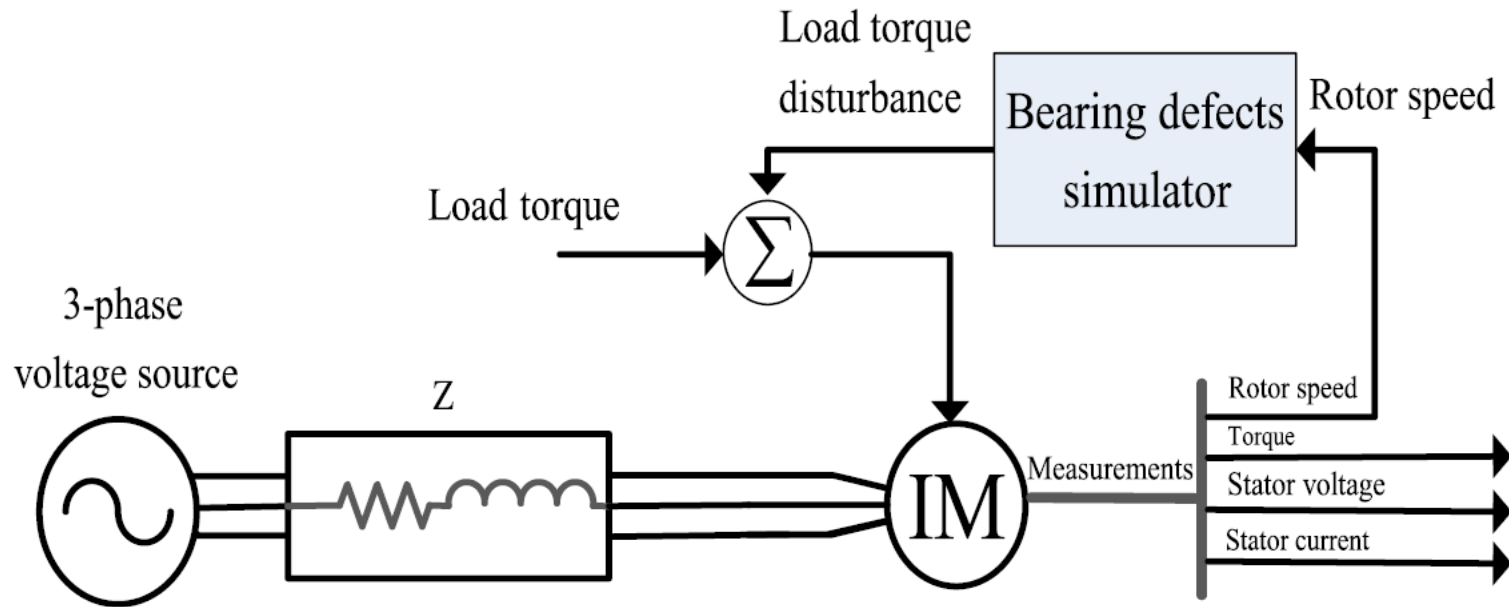 Load torque
disturbance
Bearing defects
simulator
Rotor speed
Load torque
Σ
3-phase
voltage source
Z
IM
Measurements
Rotor speed
Torque
Stator voltage
Stator current